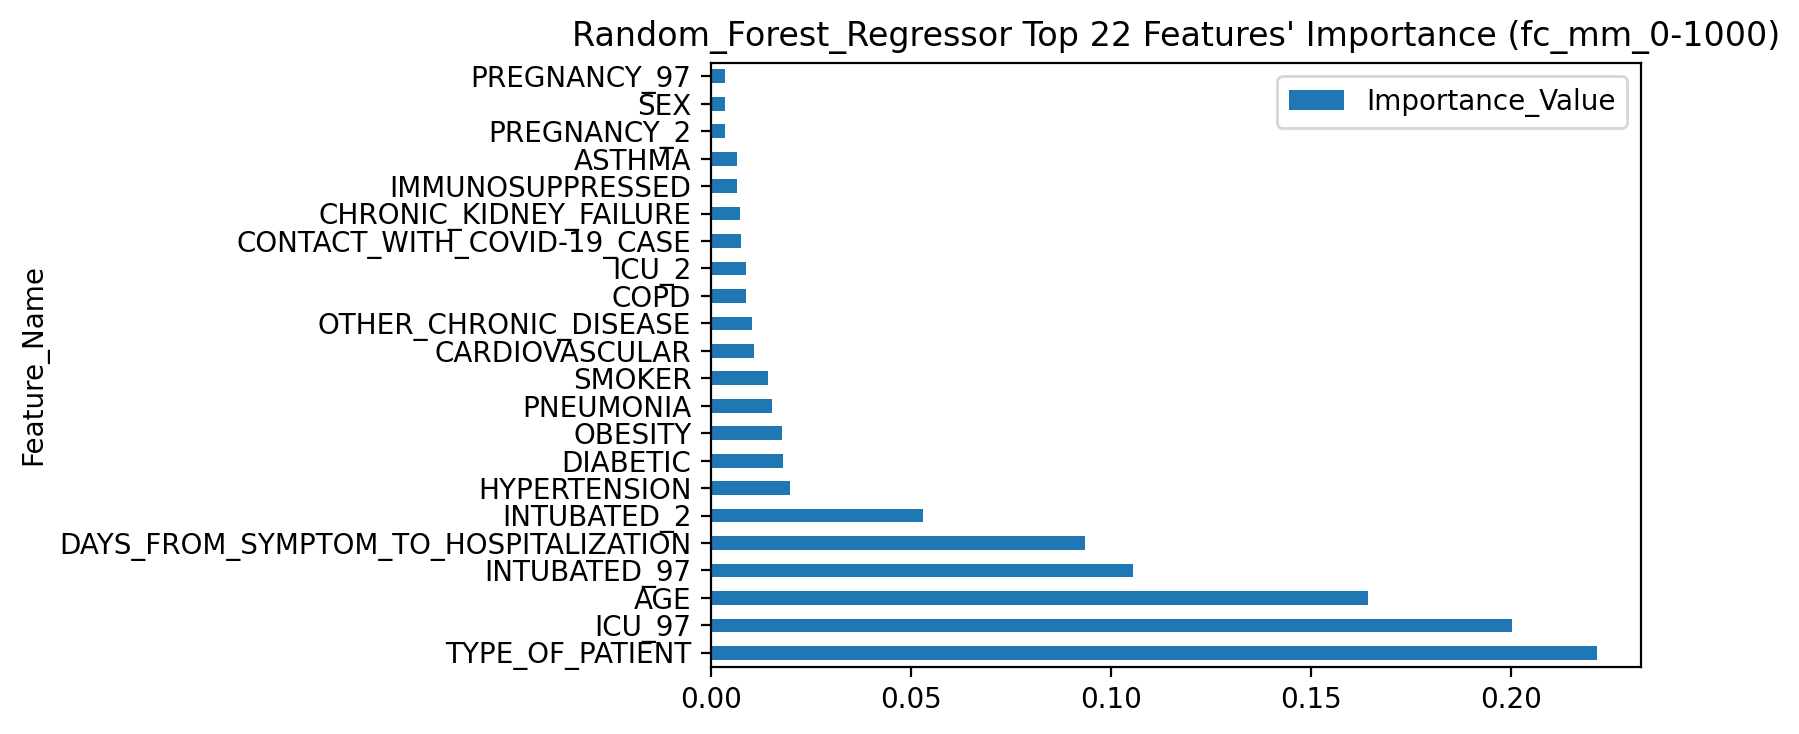 Random_Forest_Regressor Top 22 Features' Importance (fc_mm_0-1000)
Importance_Value
Feature_Name
PREGNANCY_97
SEX
PREGNANCY_2
ASTHMA
IMMUNOSUPPRESSED
CHRONIC_KIDNEY_FAILURE
CONTACT_WITH_COVID-19_CASE
ICU_2
COPD
OTHER_CHRONIC_DISEASE
CARDIOVASCULAR
SMOKER
PNEUMONIA
OBESITY
DIABETIC
HYPERTENSION
INTUBATED_2
DAYS_FROM_SYMPTOM_TO_HOSPITALIZATION
INTUBATED_97
AGE
ICU_97
TYPE_OF_PATIENT
0.00 0.05 0.10 0.15 0.20